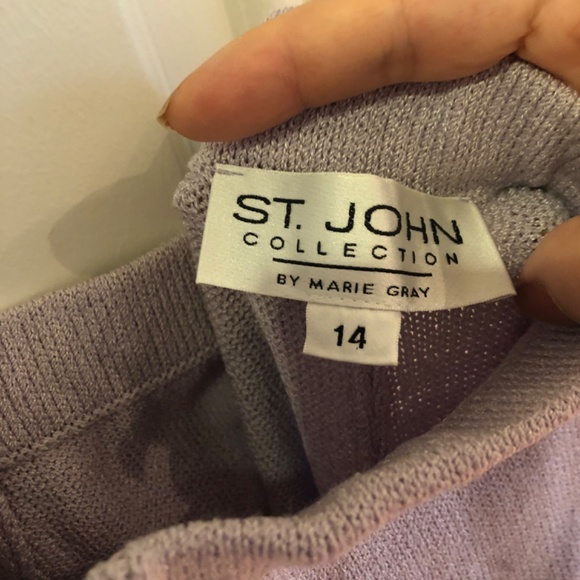 ST. JOHN
COLLECTION
BY MARIE GRAY
14